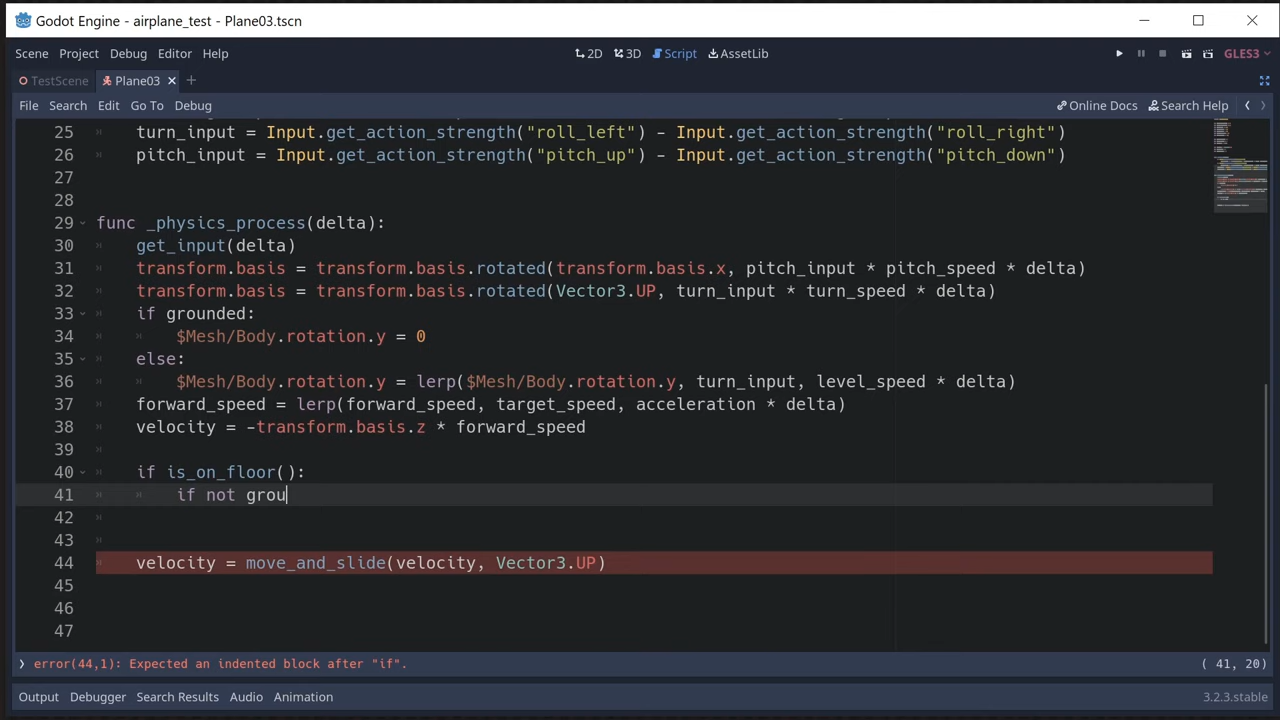 Godot Engine - airplane_test - Plane03.tscn
Scene Project Debug Editor Help 2D 3D Script AssetLib GLES3
TestScene Plane03
File Search Edit Go To Debug Online Docs Search Help
25 turn_input = Input.get_action_strength("roll_left") - Input.get_action_strength("roll_right")
26 pitch_input = Input.get_action_strength("pitch_up") - Input.get_action_strength("pitch_down")
27
28
29 func _physics_process(delta):
30 get_input(delta)
31 transform.basis = transform.basis.rotated(transform.basis.x, pitch_input * pitch_speed * delta)
32 transform.basis = transform.basis.rotated(Vector3.UP, turn_input * turn_speed * delta)
33 if grounded:
34 $Mesh/Body.rotation.y = 0
35 else:
36 $Mesh/Body.rotation.y = lerp($Mesh/Body.rotation.y, turn_input, level_speed * delta)
37 forward_speed = lerp(forward_speed, target_speed, acceleration * delta)
38 velocity = -transform.basis.z * forward_speed
39
40 if is_on_floor():
41 if not grou
42
43
44 velocity = move_and_slide(velocity, Vector3.UP)
45
46
47
error(44,1): Expected an indented block after "if". ( 41, 20)
Output Debugger Search Results Audio Animation 3.2.3.stable